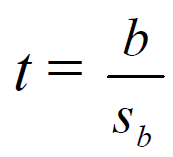 t = b / s_b